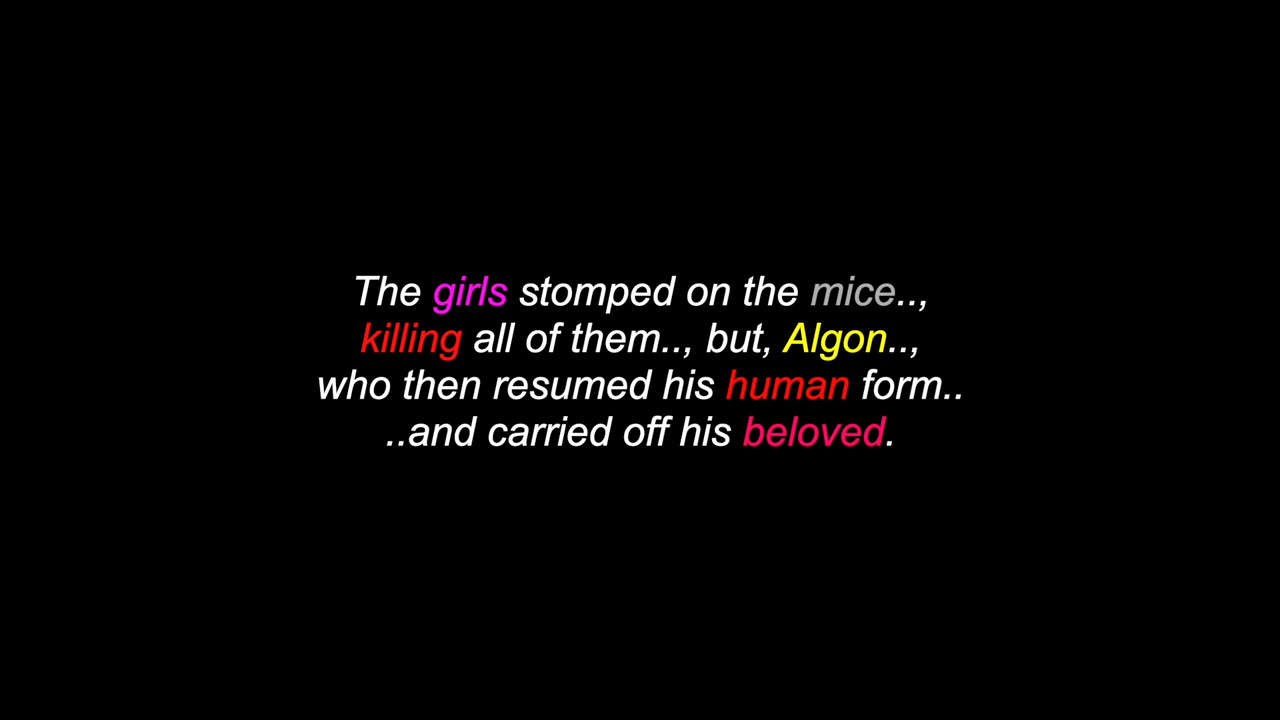 The girls stomped on the mice..,
killing all of them.., but, Algon..,
who then resumed his human form..
..and carried off his beloved.